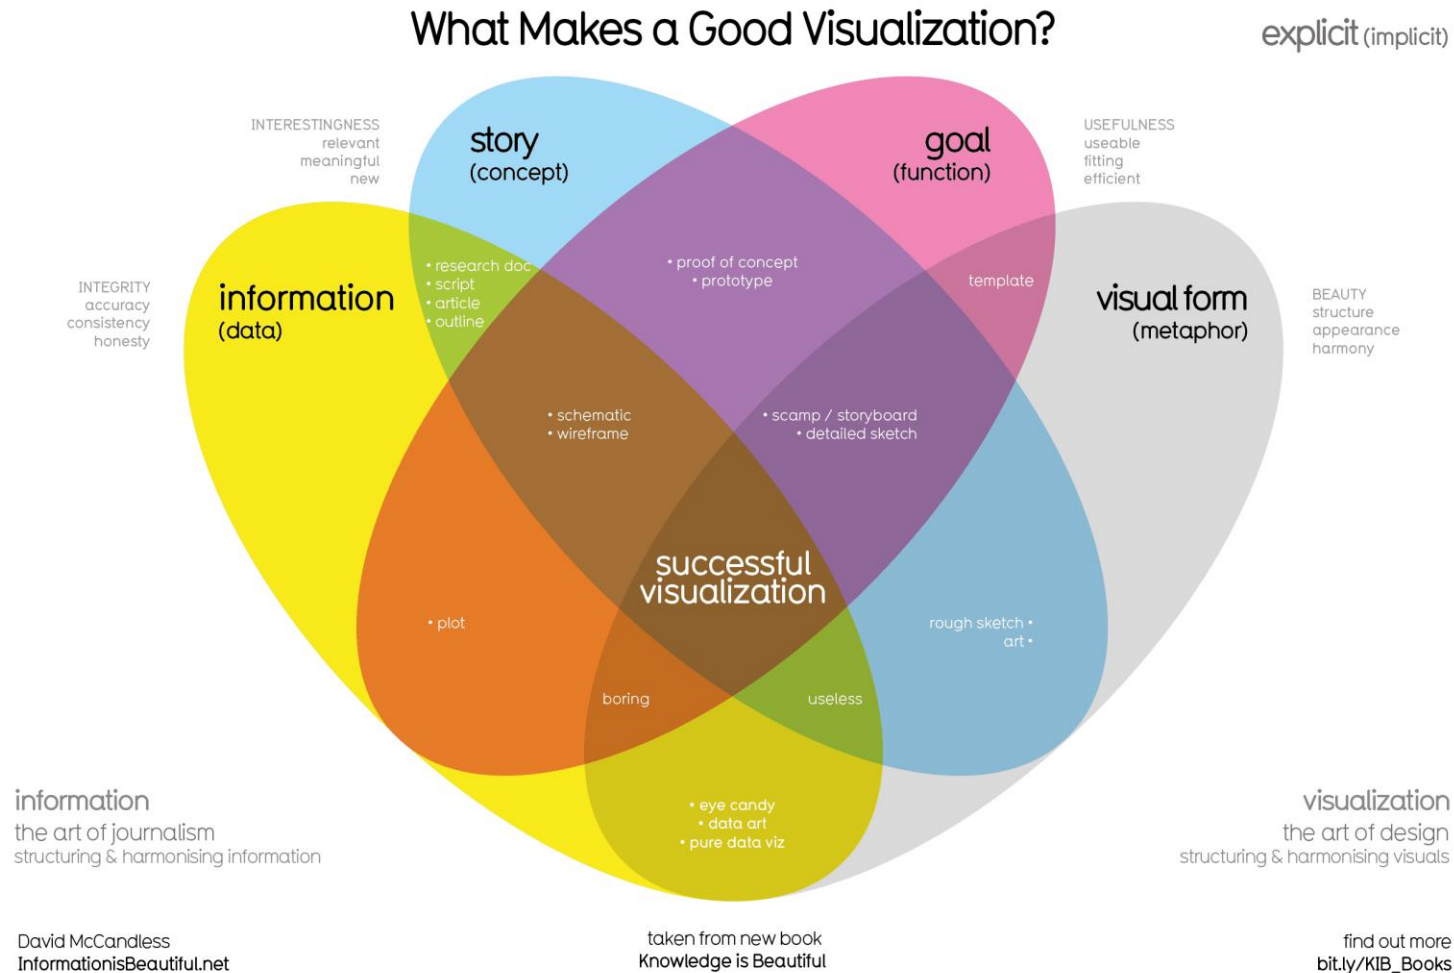 What Makes a Good Visualization?
explicit (implicit)
INTERESTINGNESS
relevant
meaningful
new
story
(concept)
goal
(function)
USEFULNESS
useable
fitting
efficient
INTEGRITY
accuracy
consistency
honesty
information
(data)
• research doc
• script
• article
• outline
• proof of concept
• prototype
template
visual form
(metaphor)
BEAUTY
structure
appearance
harmony
• schematic
• wireframe
• scamp / storyboard
• detailed sketch
successful
visualization
• plot
rough sketch •
art •
boring
useless
• eye candy
• data art
• pure data viz
information
the art of journalism
structuring & harmonising information
visualization
the art of design
structuring & harmonising visuals
David McCandless
InformationisBeautiful.net
taken from new book
Knowledge is Beautiful
find out more
bit.ly/KIB_Books